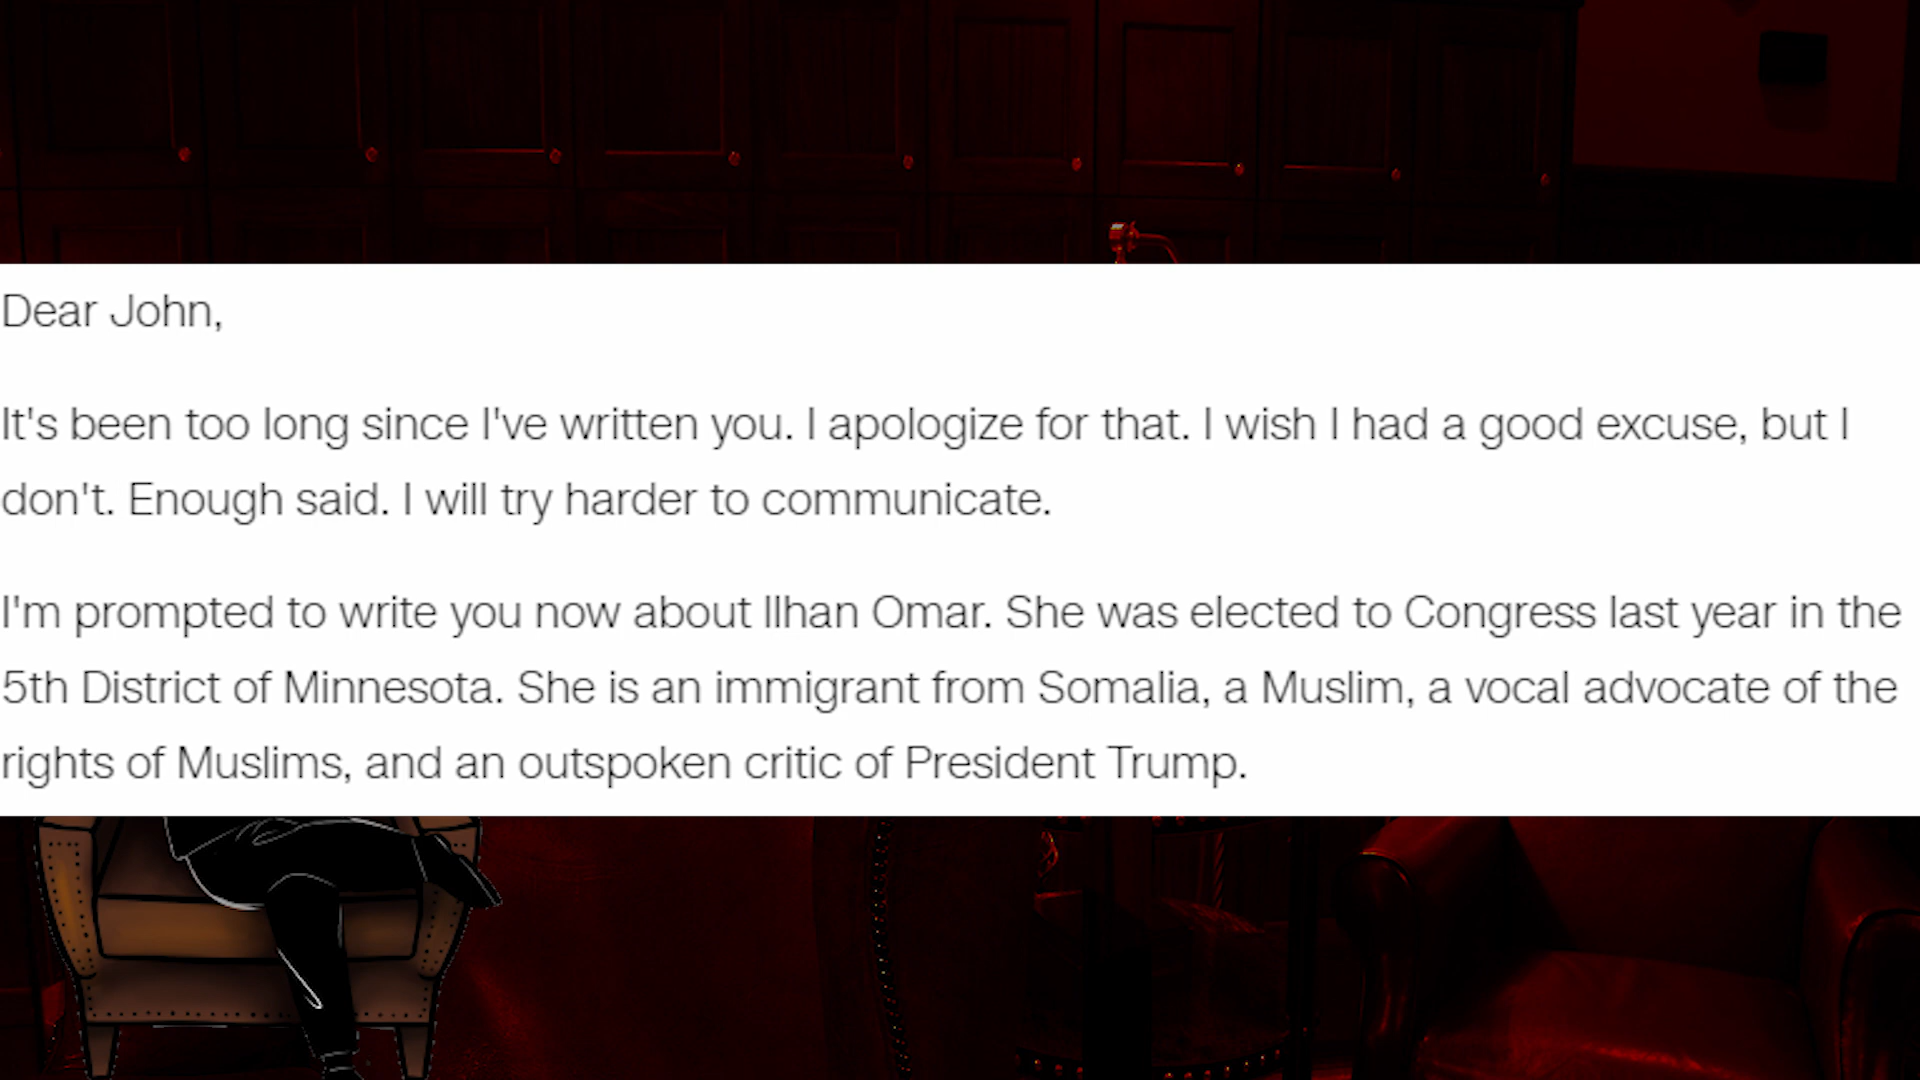 Dear John,
It's been too long since I've written you. I apologize for that. I wish I had a good excuse, but I
don't. Enough said. I will try harder to communicate.
I'm prompted to write you now about Ilhan Omar. She was elected to Congress last year in the
5th District of Minnesota. She is an immigrant from Somalia, a Muslim, a vocal advocate of the
rights of Muslims, and an outspoken critic of President Trump.